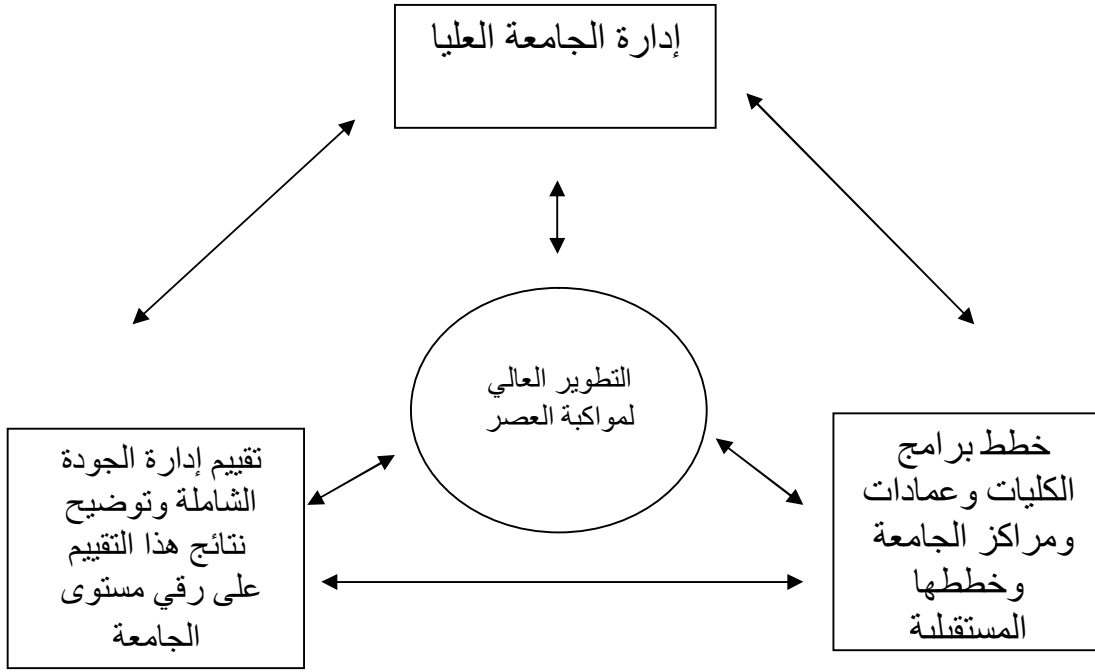 إدارة الجامعة العليا
التطوير العالي
لمواكبة العصر
خطط برامج
الكليات وعمادات
ومراكز الجامعة
وخططها
المستقبلية
تقييم إدارة الجودة
الشاملة وتوضيح
نتائج هذا التقييم
على رقي مستوى
الجامعة